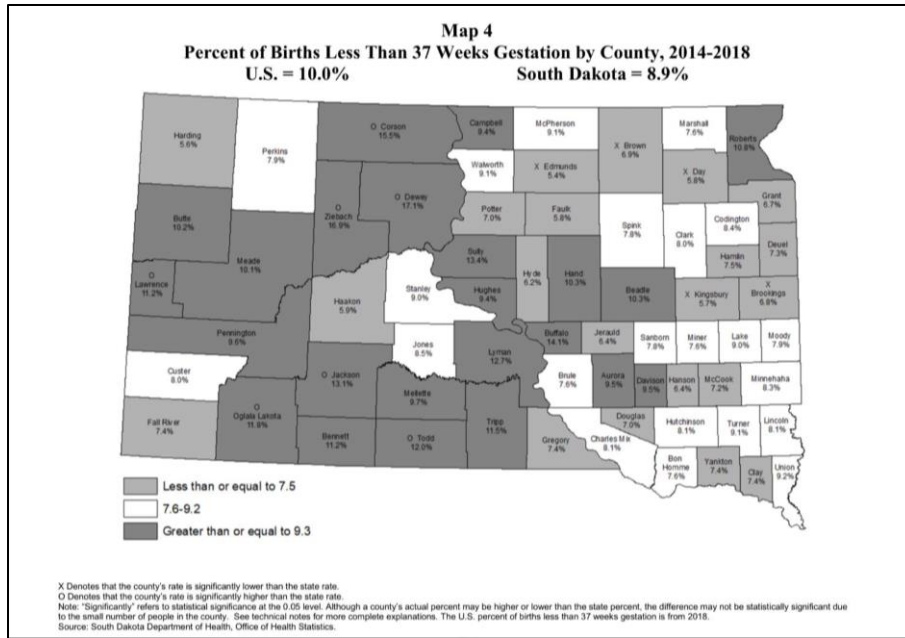 Map 4
Percent of Births Less Than 37 Weeks Gestation by County, 2014-2018
U.S. = 10.0% South Dakota = 8.9%
Harding
5.6%
Perkins
7.9%
O Corson
15.5%
Campbell
9.4%
McPherson
9.1%
X Brown
6.9%
Marshall
7.6%
Roberts
10.8%
Walworth
9.1%
X Edmunds
5.4%
X Day
5.8%
Butte
10.2%
Meade
10.1%
O
Ziebach
16.9%
O Dewey
17.1%
Potter
7.0%
Faulk
5.8%
Spink
7.8%
Clark
8.0%
Codington
8.4%
Grant
6.7%
Hamlin
7.5%
Deuel
7.3%
O
Lawrence
11.2%
Haakon
5.9%
Stanley
9.0%
Sully
13.4%
Hughes
9.4%
Hyde
6.2%
Hand
10.3%
Beadle
10.3%
X Kingsbury
5.7%
X
Brookings
6.8%
Pennington
9.6%
Jones
8.5%
Lyman
12.7%
Buffalo
14.1%
Jerauld
6.4%
Sanborn
7.8%
Miner
7.6%
Lake
9.0%
Moody
7.9%
Custer
8.0%
O Jackson
13.1%
Brule
7.6%
Aurora
9.5%
Davison
9.5%
Hanson
6.4%
McCook
7.2%
Minnehaha
8.3%
Fall River
7.4%
O
Oglala Lakota
11.8%
Bennett
11.2%
Mellette
9.7%
O Todd
12.0%
Tripp
11.5%
Gregory
7.4%
Charles Mix
8.1%
Douglas
7.0%
Hutchinson
8.1%
Turner
9.1%
Lincoln
8.1%
Bon
Homme
7.6%
Yankton
7.4%
Clay
7.4%
Union
9.2%
Less than or equal to 7.5
7.6-9.2
Greater than or equal to 9.3
X Denotes that the county's rate is significantly lower than the state rate.
O Denotes that the county's rate is significantly higher than the state rate.
Note: "Significantly" refers to statistical significance at the 0.05 level. Although a county's actual percent may be higher or lower than the state percent, the difference may not be statistically significant due
to the small number of people in the county. See technical notes for more complete explanations. The U.S. percent of births less than 37 weeks gestation is from 2018.
Source: South Dakota Department of Health, Office of Health Statistics.